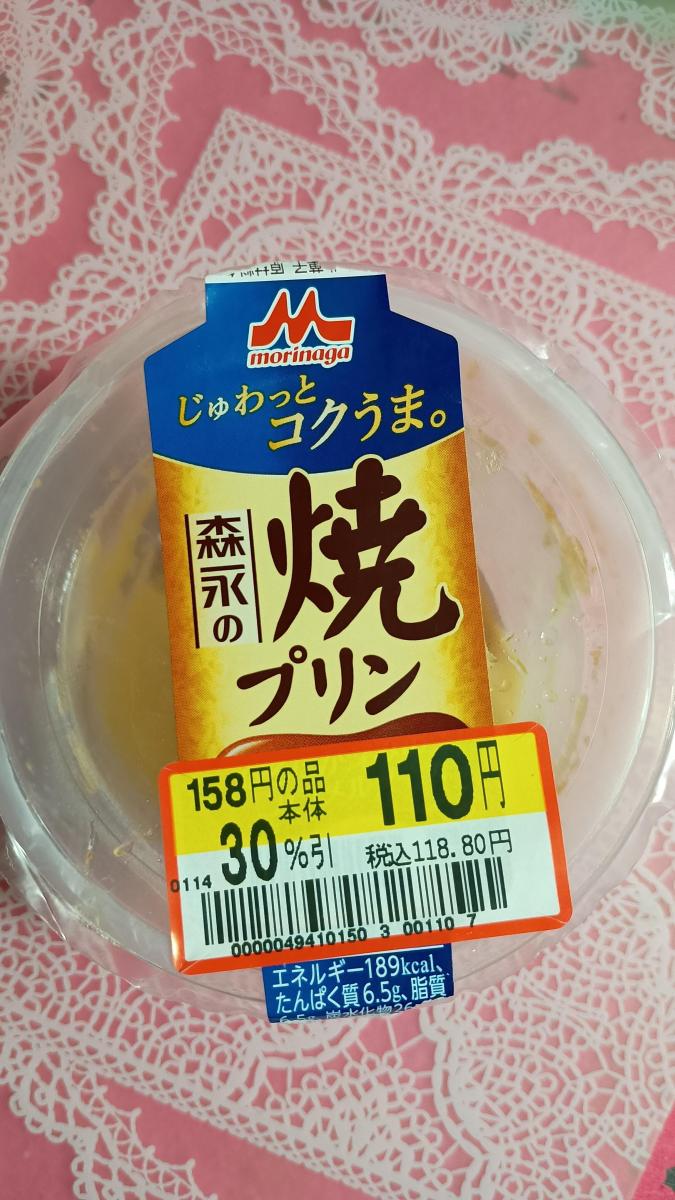 morinaga
じゅわっと
コクうま。
森永の
焼
プリン
158円の品
本体
110円
30%引
税込118.80円
0114
0000049410150 3 00110 7
エネルギー189kcal、
たんぱく質6.5g、脂質